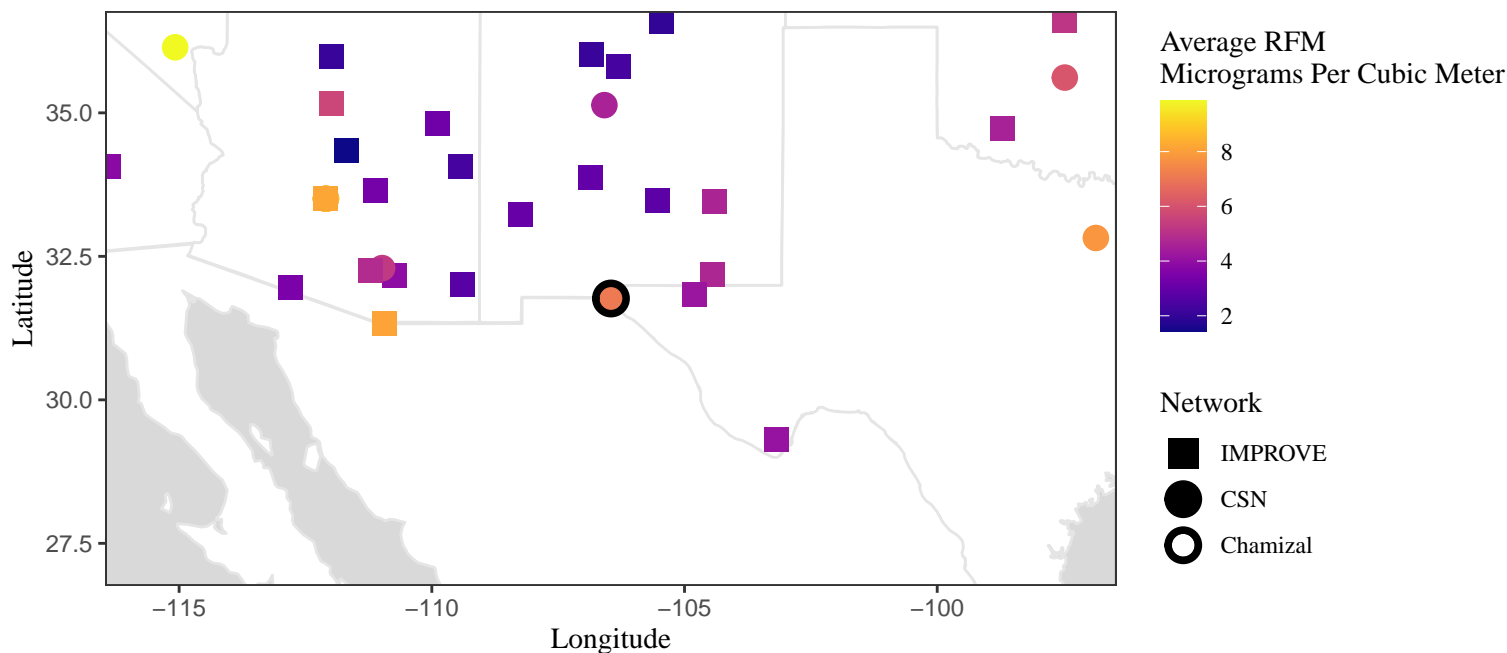 Average RFM
Micrograms Per Cubic Meter
8
6
4
2
Network
IMPROVE
CSN
Chamizal
35.0
32.5
30.0
27.5
Latitude
−115
−110
−105
−100
Longitude